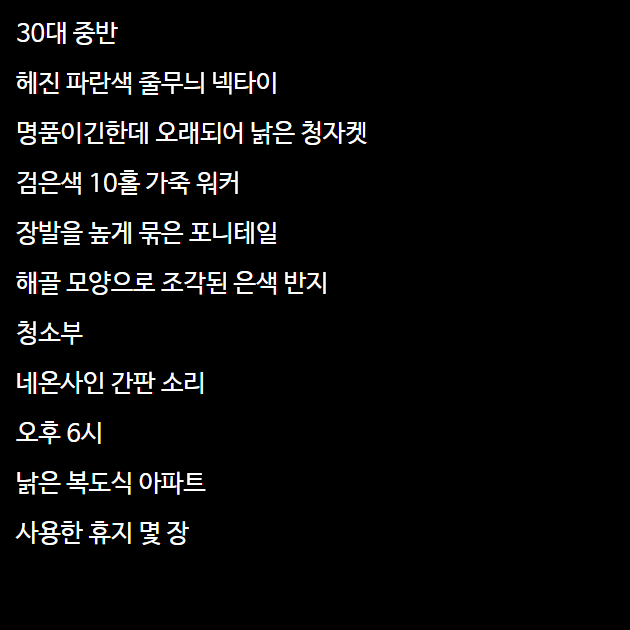 30대 중반
헤진 파란색 줄무늬 넥타이
명품이긴한데 오래되어 낡은 청자켓
검은색 10홀 가죽 워커
장발을 높게 묶은 포니테일
해골 모양으로 조각된 은색 반지
청소부
네온사인 간판 소리
오후 6시
낡은 복도식 아파트
사용한 휴지 몇 장